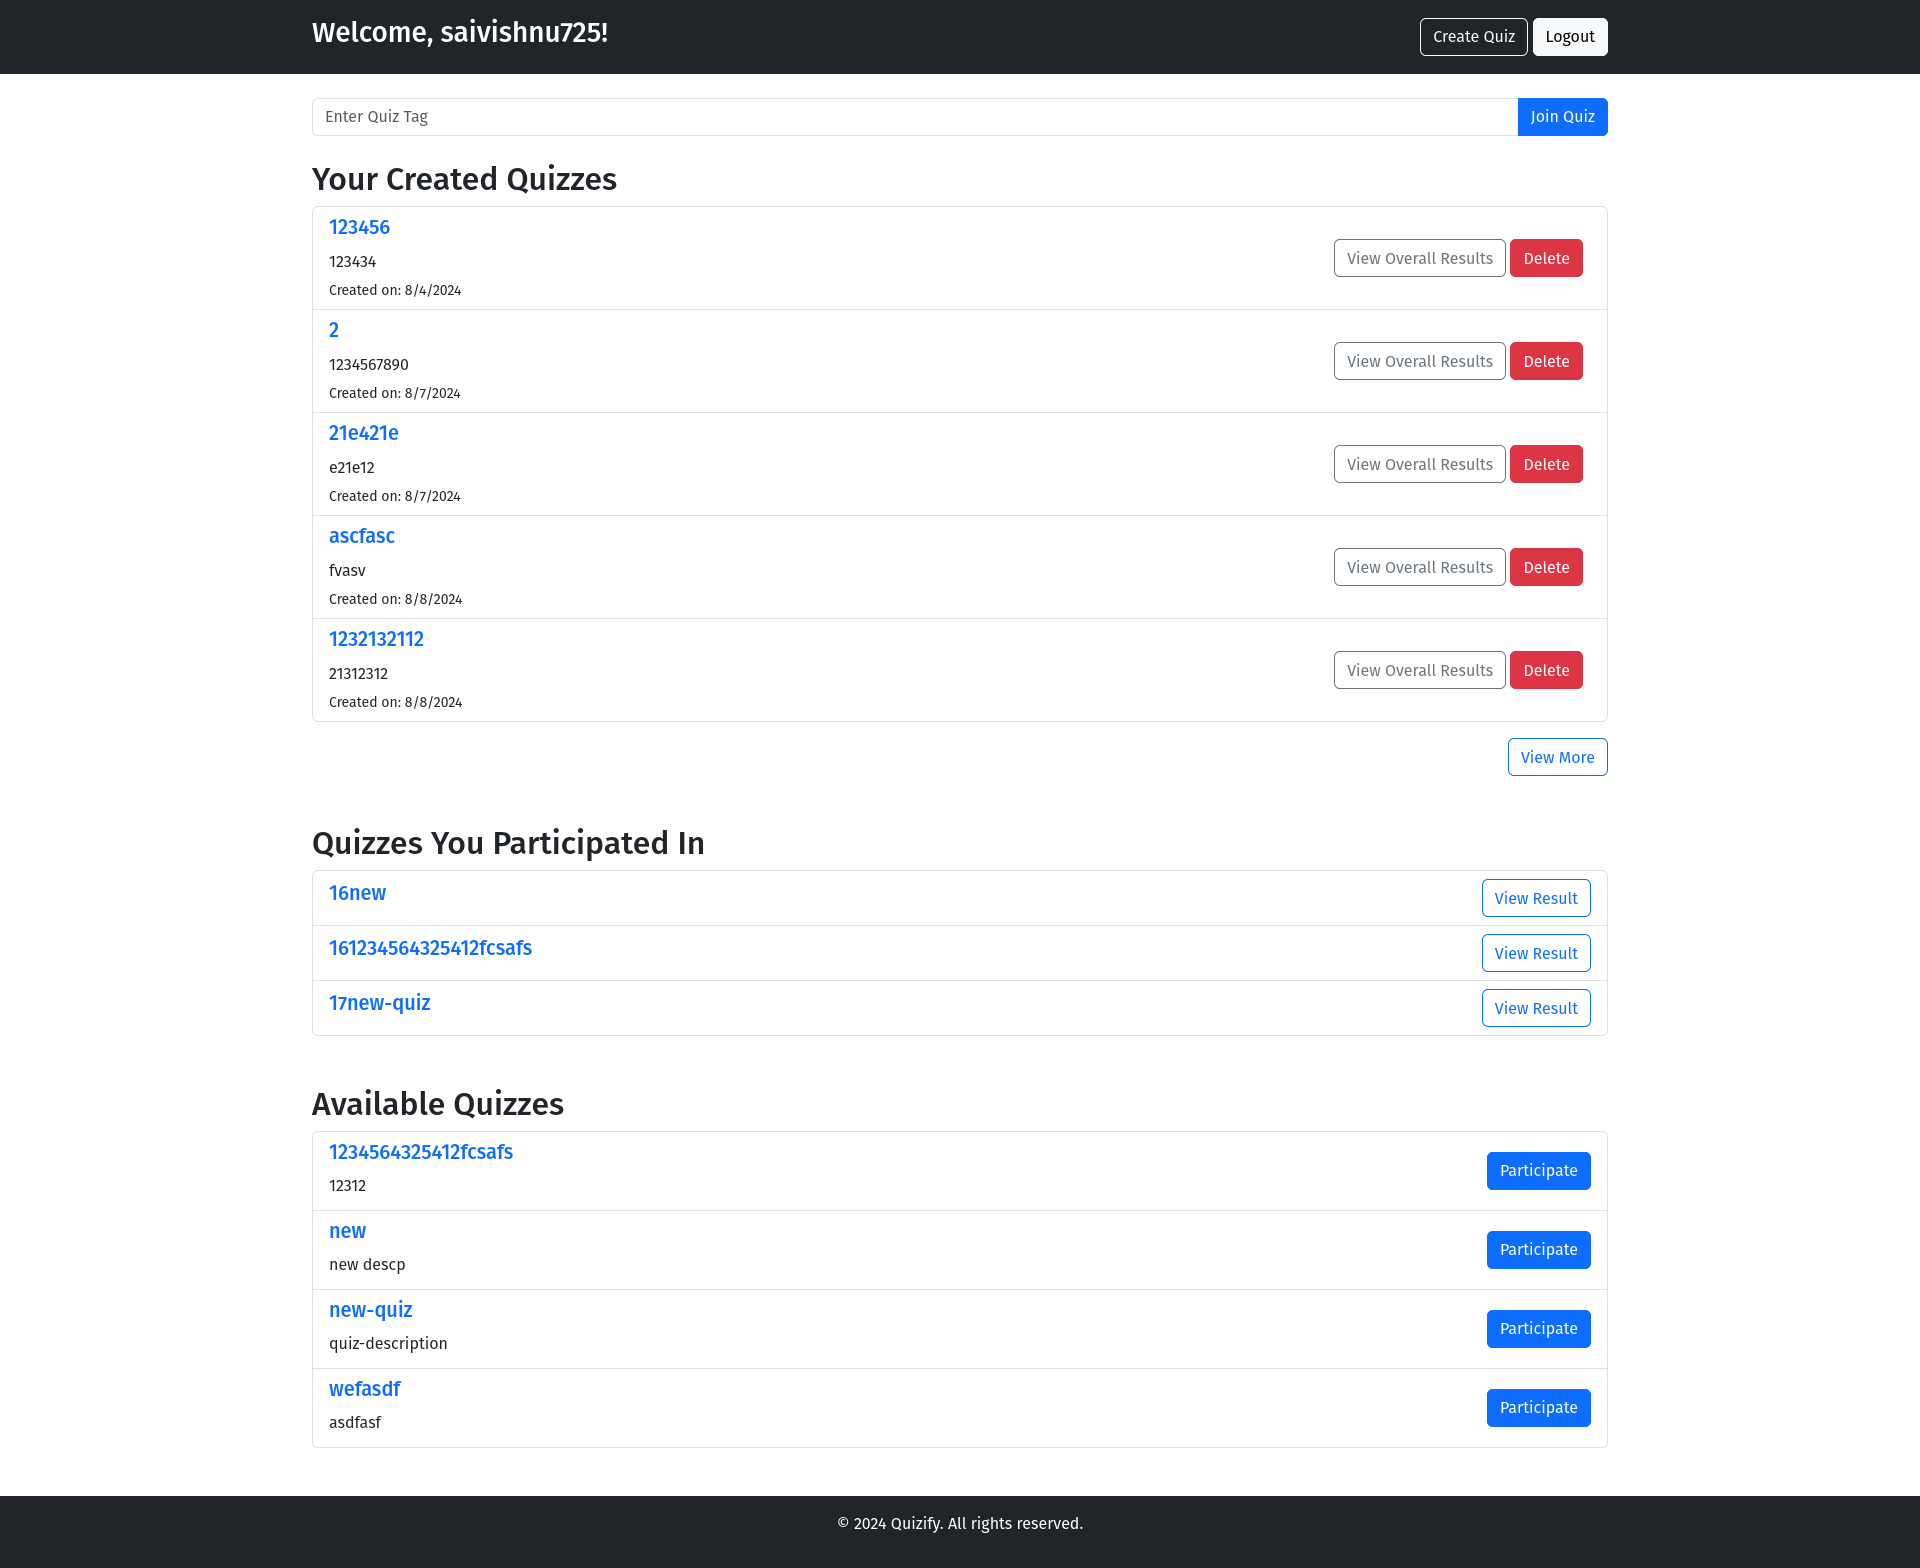 Welcome, saivishnu725!
Create Quiz Logout
Enter Quiz Tag Join Quiz
Your Created Quizzes
123456
123434
Created on: 8/4/2024
View Overall Results Delete
2
1234567890
Created on: 8/7/2024
View Overall Results Delete
21e421e
e21e12
Created on: 8/7/2024
View Overall Results Delete
ascfasc
fvasv
Created on: 8/8/2024
View Overall Results Delete
1232132112
21312312
Created on: 8/8/2024
View Overall Results Delete
View More
Quizzes You Participated In
16new View Result
161234564325412fcsafs View Result
17new-quiz View Result
Available Quizzes
1234564325412fcsafs
12312
Participate
new
new descp
Participate
new-quiz
quiz-description
Participate
wefasdf
asdfasf
Participate
© 2024 Quizify. All rights reserved.